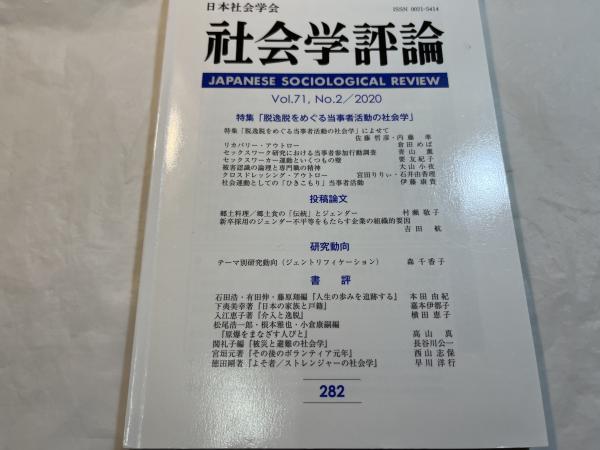 日本社会学会
ISSN 0021-5414
社会学評論
JAPANESE SOCIOLOGICAL REVIEW
Vol.71, No.2/2020
特集「脱逸脱をめぐる当事者活動の社会学」
特集「脱逸脱をめぐる当事者活動の社会学」によせて
佐藤哲彦・内藤 準
リカバリー・アウトロー 倉田めば
セックスワーク研究における当事者参加行動調査 青山 薫
セックスワーカー運動といくつもの壁 要 友紀子
被害認識の論理と専門職の精神 大山小夜
クロスドレッシング・アウトロー 宮田りりぃ・石井由香理
社会運動としての「ひきこもり」当事者活動 伊藤康貴
投稿論文
郷土料理/郷土食の「伝統」とジェンダー 村瀬敬子
新卒採用のジェンダー不平等をもたらす企業の組織的要因
吉田 航
研究動向
テーマ別研究動向(ジェントリフィケーション) 森 千香子
書評
石田浩・有田伸・藤原翔編『人生の歩みを追跡する』 本田由紀
下夷美幸著『日本の家族と戸籍』 嘉本伊都子
入江恵子著『介入と逸脱』 横田恵子
松尾浩一郎・根本雅也・小倉康嗣編
『原爆をまなざす人びと』 高山 真
関礼子編『被災と避難の社会学』 長谷川公一
宮垣元著『その後のボランティア元年』 西山志保
徳田剛著『よそ者/ストレンジャーの社会学』 早川洋行
282